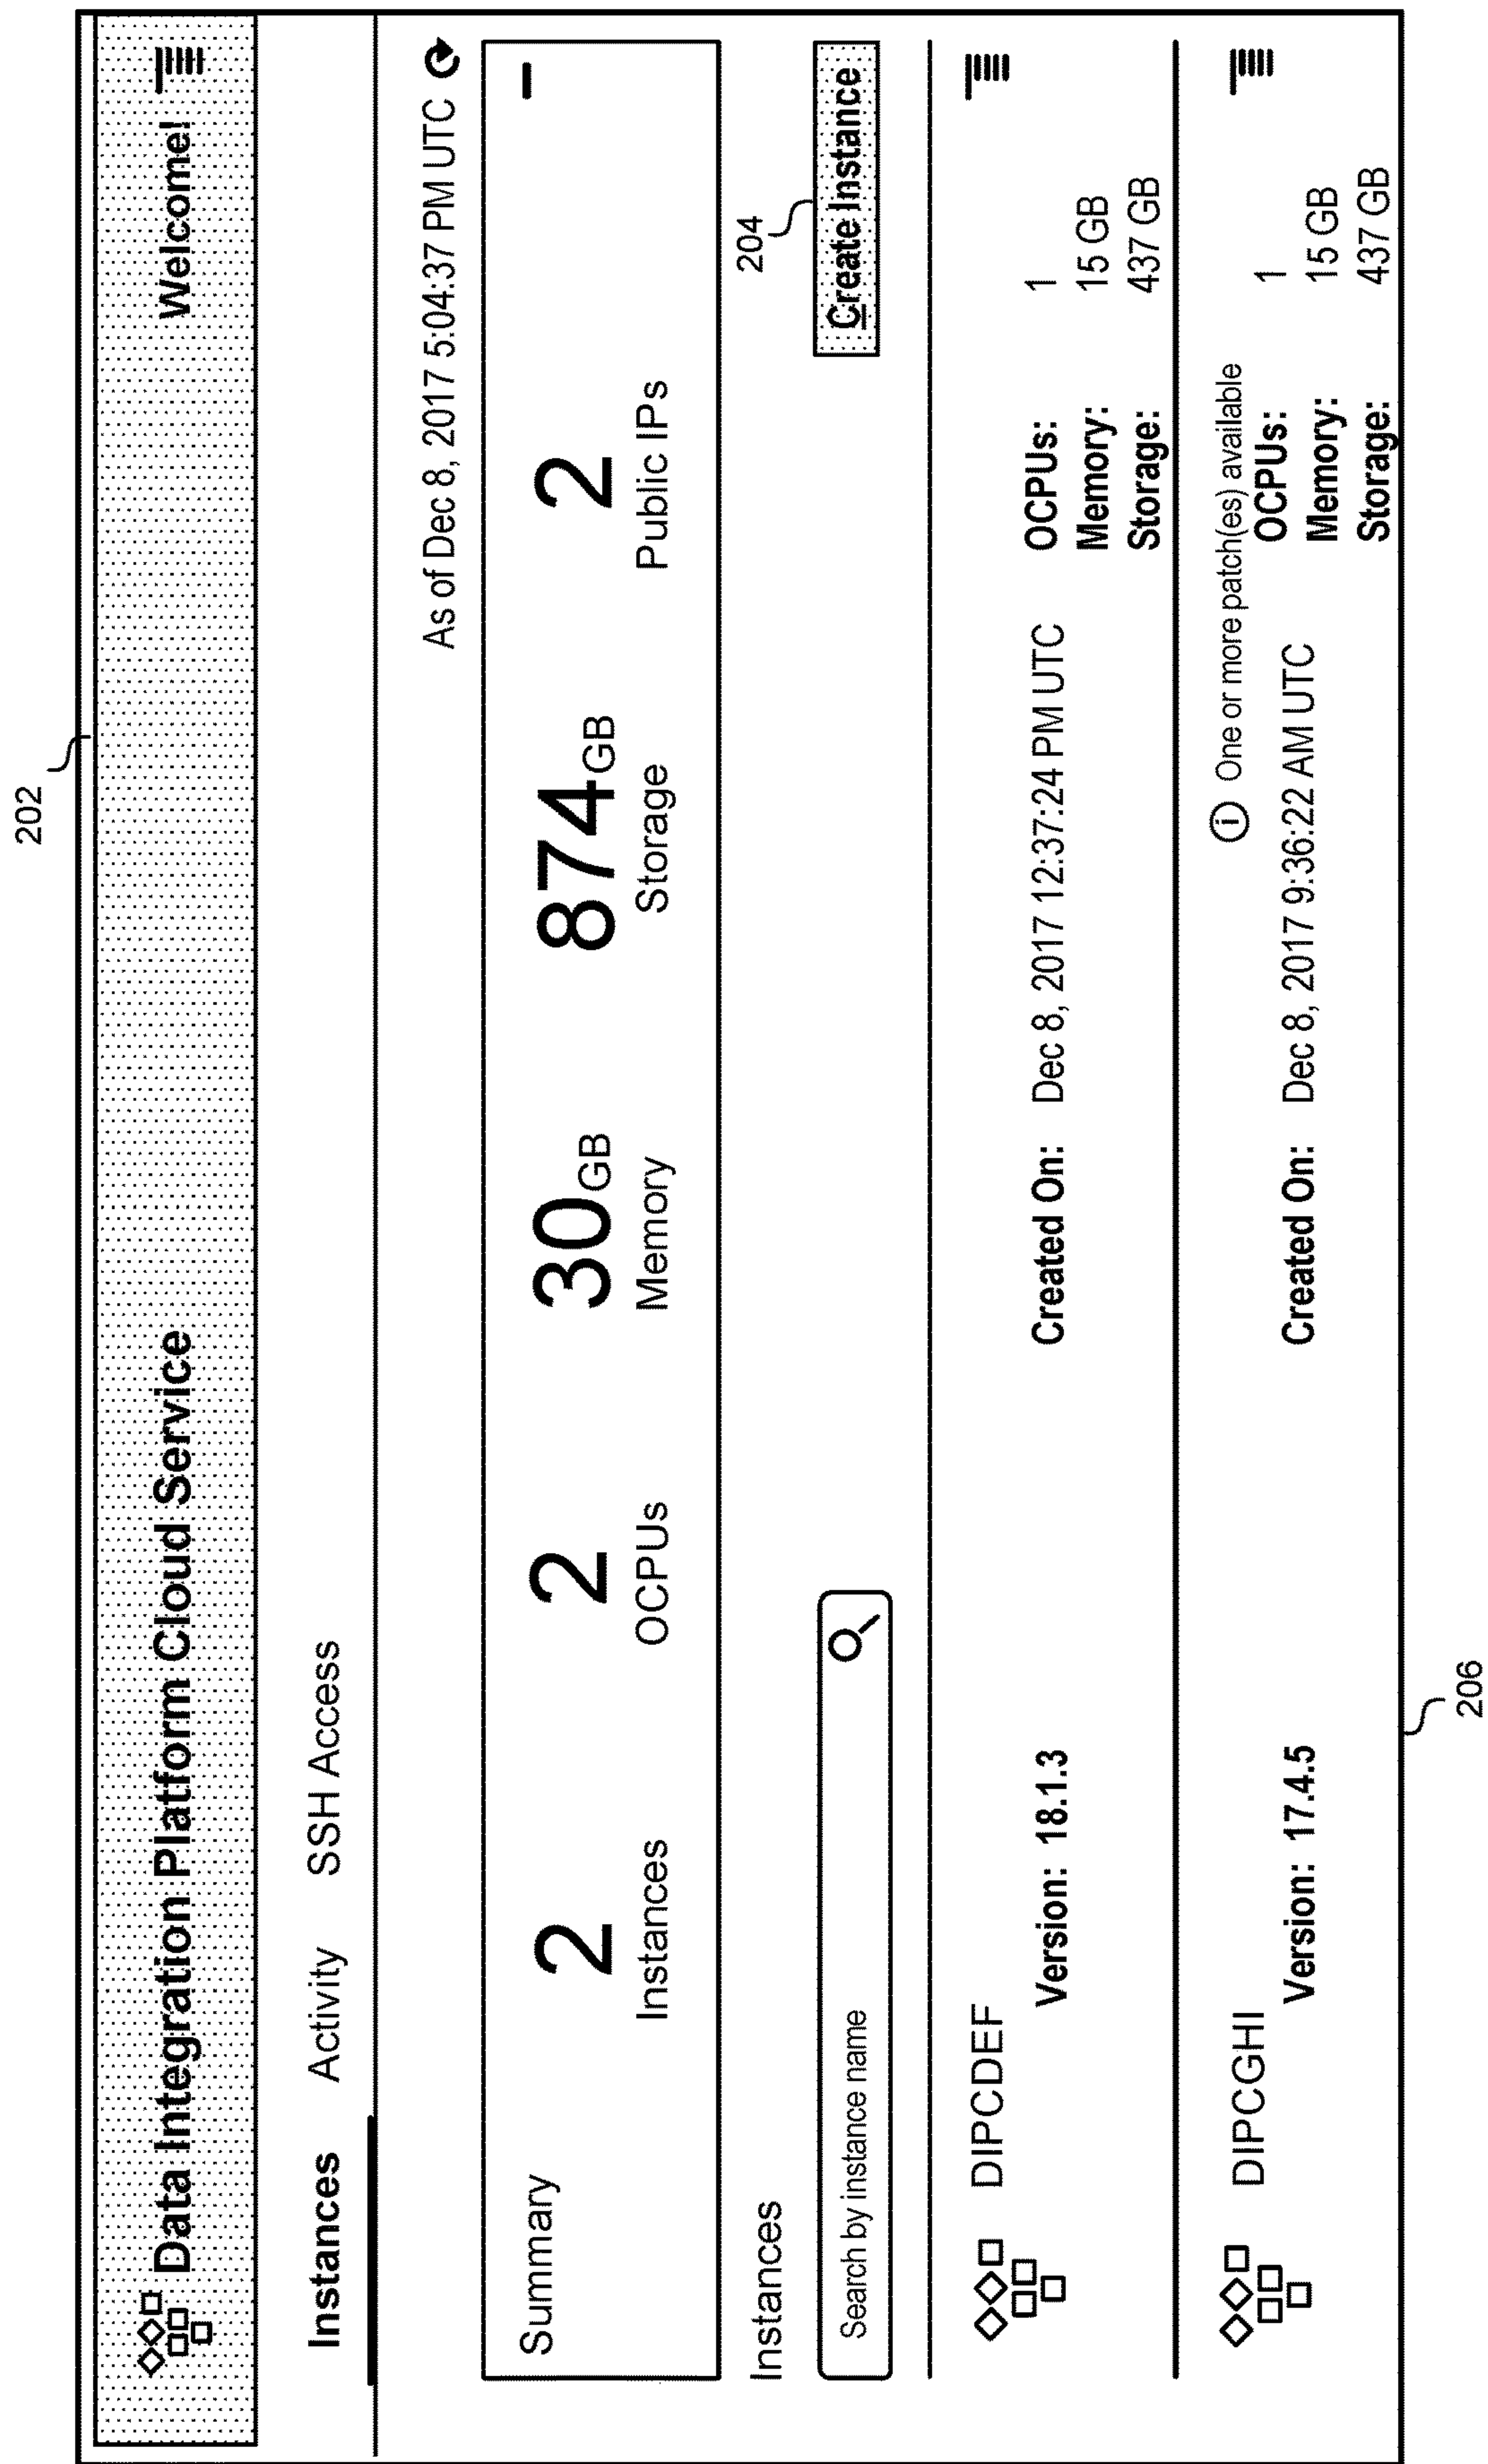 202
Data Integration Platform Cloud Service Welcome!
Instances Activity SSH Access
As of Dec 8, 2017 5:04:37 PM UTC
Summary
2 2 30GB 874GB 2
Instances OCPUs Memory Storage Public IPs
204
Instances
Search by instance name Create Instance
DIPCDEF
Version: 18.1.3 Created On: Dec 8, 2017 12:37:24 PM UTC OCPUs: 1
Memory: 15 GB
Storage: 437 GB
i One or more patch(es) available
DIPCGHI
Version: 17.4.5 Created On: Dec 8, 2017 9:36:22 AM UTC OCPUs: 1
Memory: 15 GB
Storage: 437 GB
206